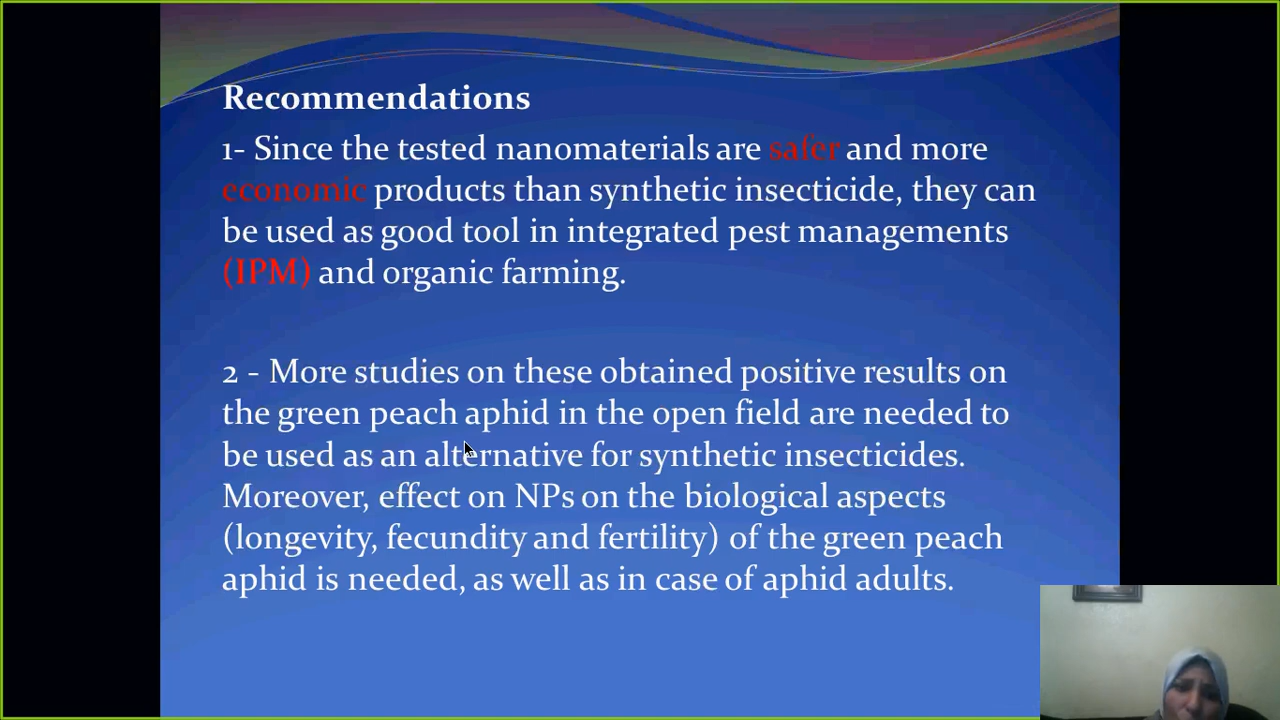 Recommendations
1- Since the tested nanomaterials are safer and more
economic products than synthetic insecticide, they can
be used as good tool in integrated pest managements
(IPM) and organic farming.
2 - More studies on these obtained positive results on
the green peach aphid in the open field are needed to
be used as an alternative for synthetic insecticides.
Moreover, effect on NPs on the biological aspects
(longevity, fecundity and fertility) of the green peach
aphid is needed, as well as in case of aphid adults.